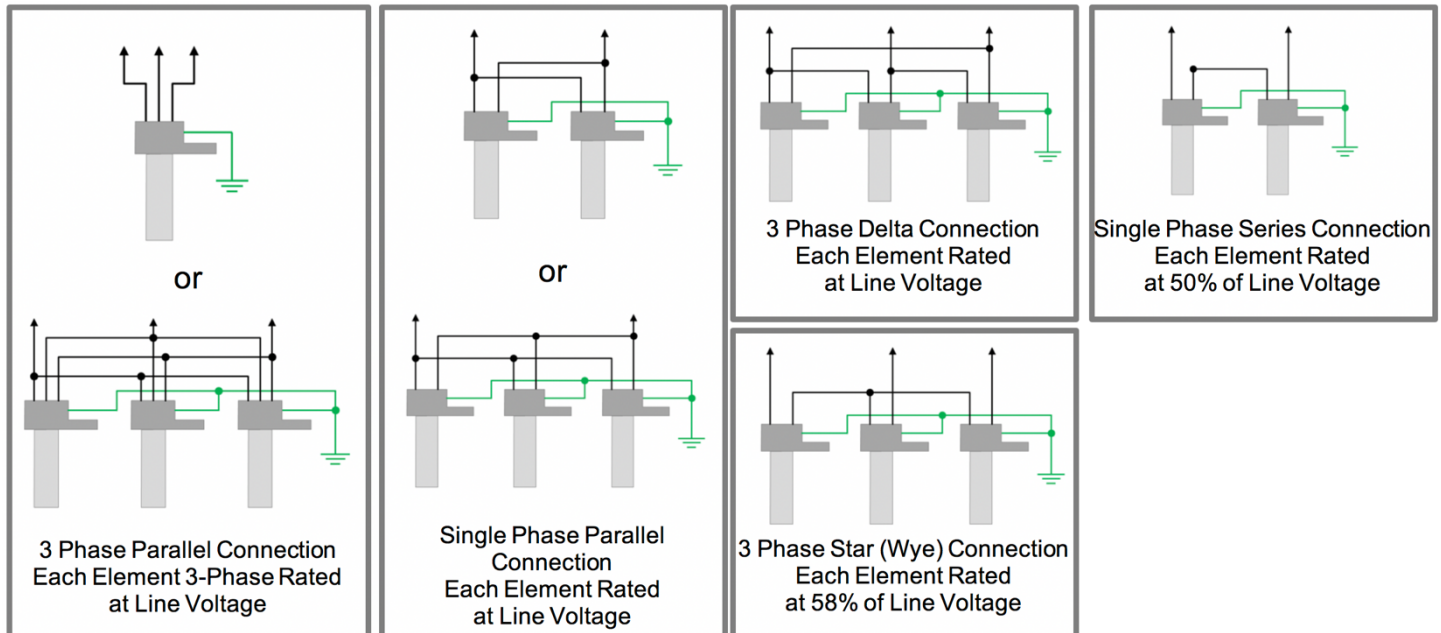 or
3 Phase Parallel Connection
Each Element 3-Phase Rated
at Line Voltage
or
Single Phase Parallel
Connection
Each Element Rated
at Line Voltage
3 Phase Delta Connection
Each Element Rated
at Line Voltage
3 Phase Star (Wye) Connection
Each Element Rated
at 58% of Line Voltage
Single Phase Series Connection
Each Element Rated
at 50% of Line Voltage